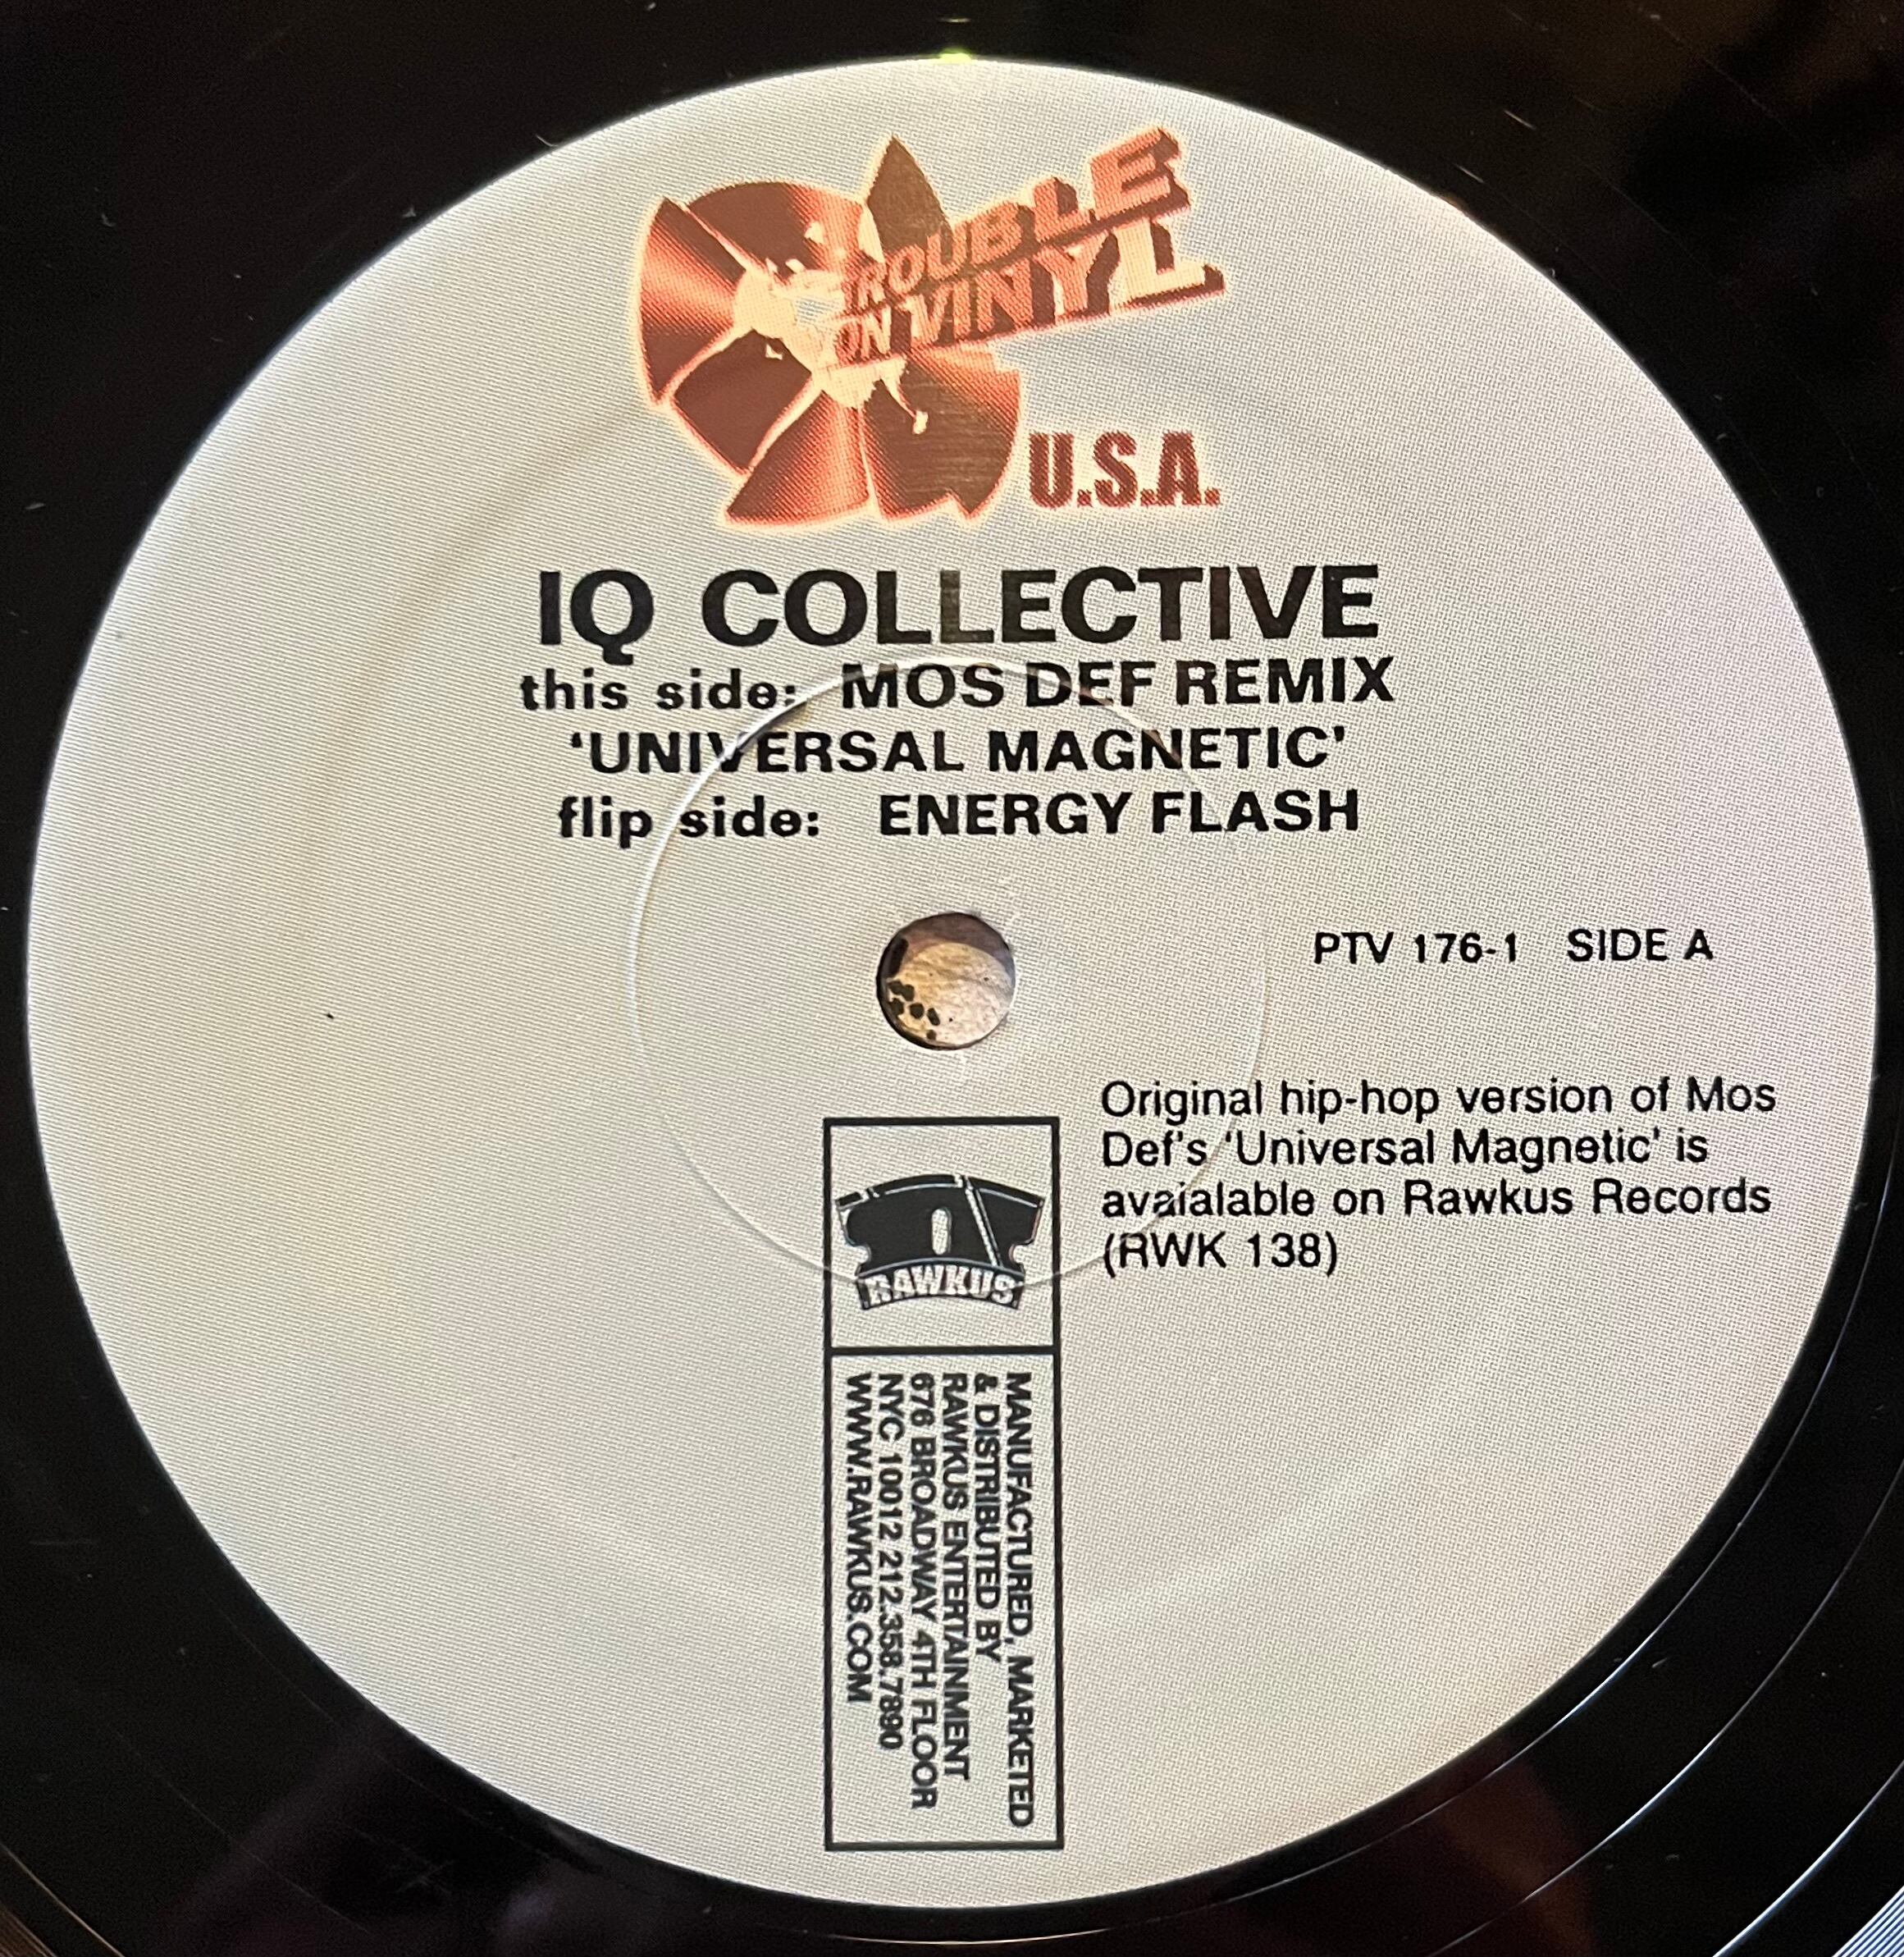 TROUBLE
ON VINYL
U.S.A.
IQ COLLECTIVE
this side: MOS DEF REMIX
‘UNIVERSAL MAGNETIC’
flip side: ENERGY FLASH
PTV 176-1 SIDE A
Original hip-hop version of Mos
Def's ‘Universal Magnetic’ is
avaialable on Rawkus Records
(RWK 138)
RAWKUS
MANUFACTURED, MARKETED
& DISTRIBUTED BY
RAWKUS ENTERTAINMENT
676 BROADWAY 4TH FLOOR
NYC 10012 212.358.7890
WWW.RAWKUS.COM